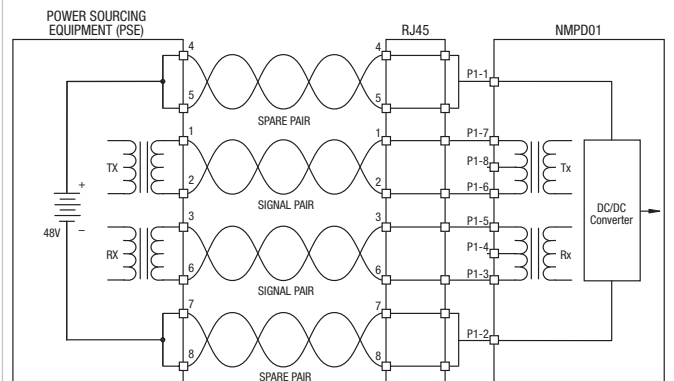 POWER SOURCING
EQUIPMENT (PSE)
RJ45
NMPD01
4
4
P1-1
5
5
SPARE PAIR
1
1
P1-7
TX
P1-8
Tx
2
2
P1-6
SIGNAL PAIR
+
48V
–
DC/DC
Converter
3
3
P1-5
RX
P1-4
Rx
6
6
P1-3
SIGNAL PAIR
7
7
P1-2
8
8
SPARE PAIR